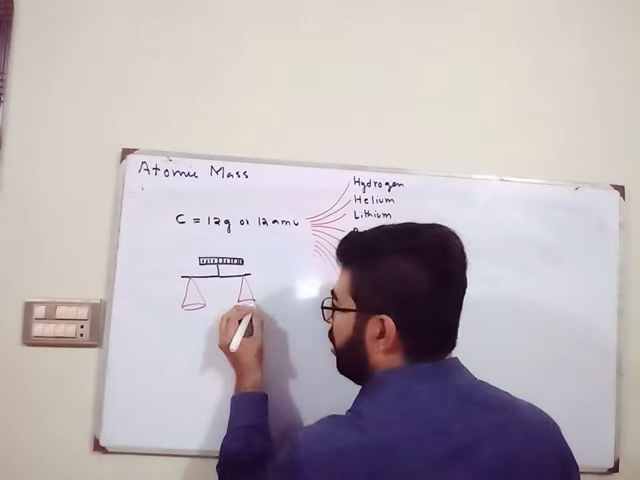 Atomic Mass
C = 12g or 12amu
Hydrogen
Helium
Lithium